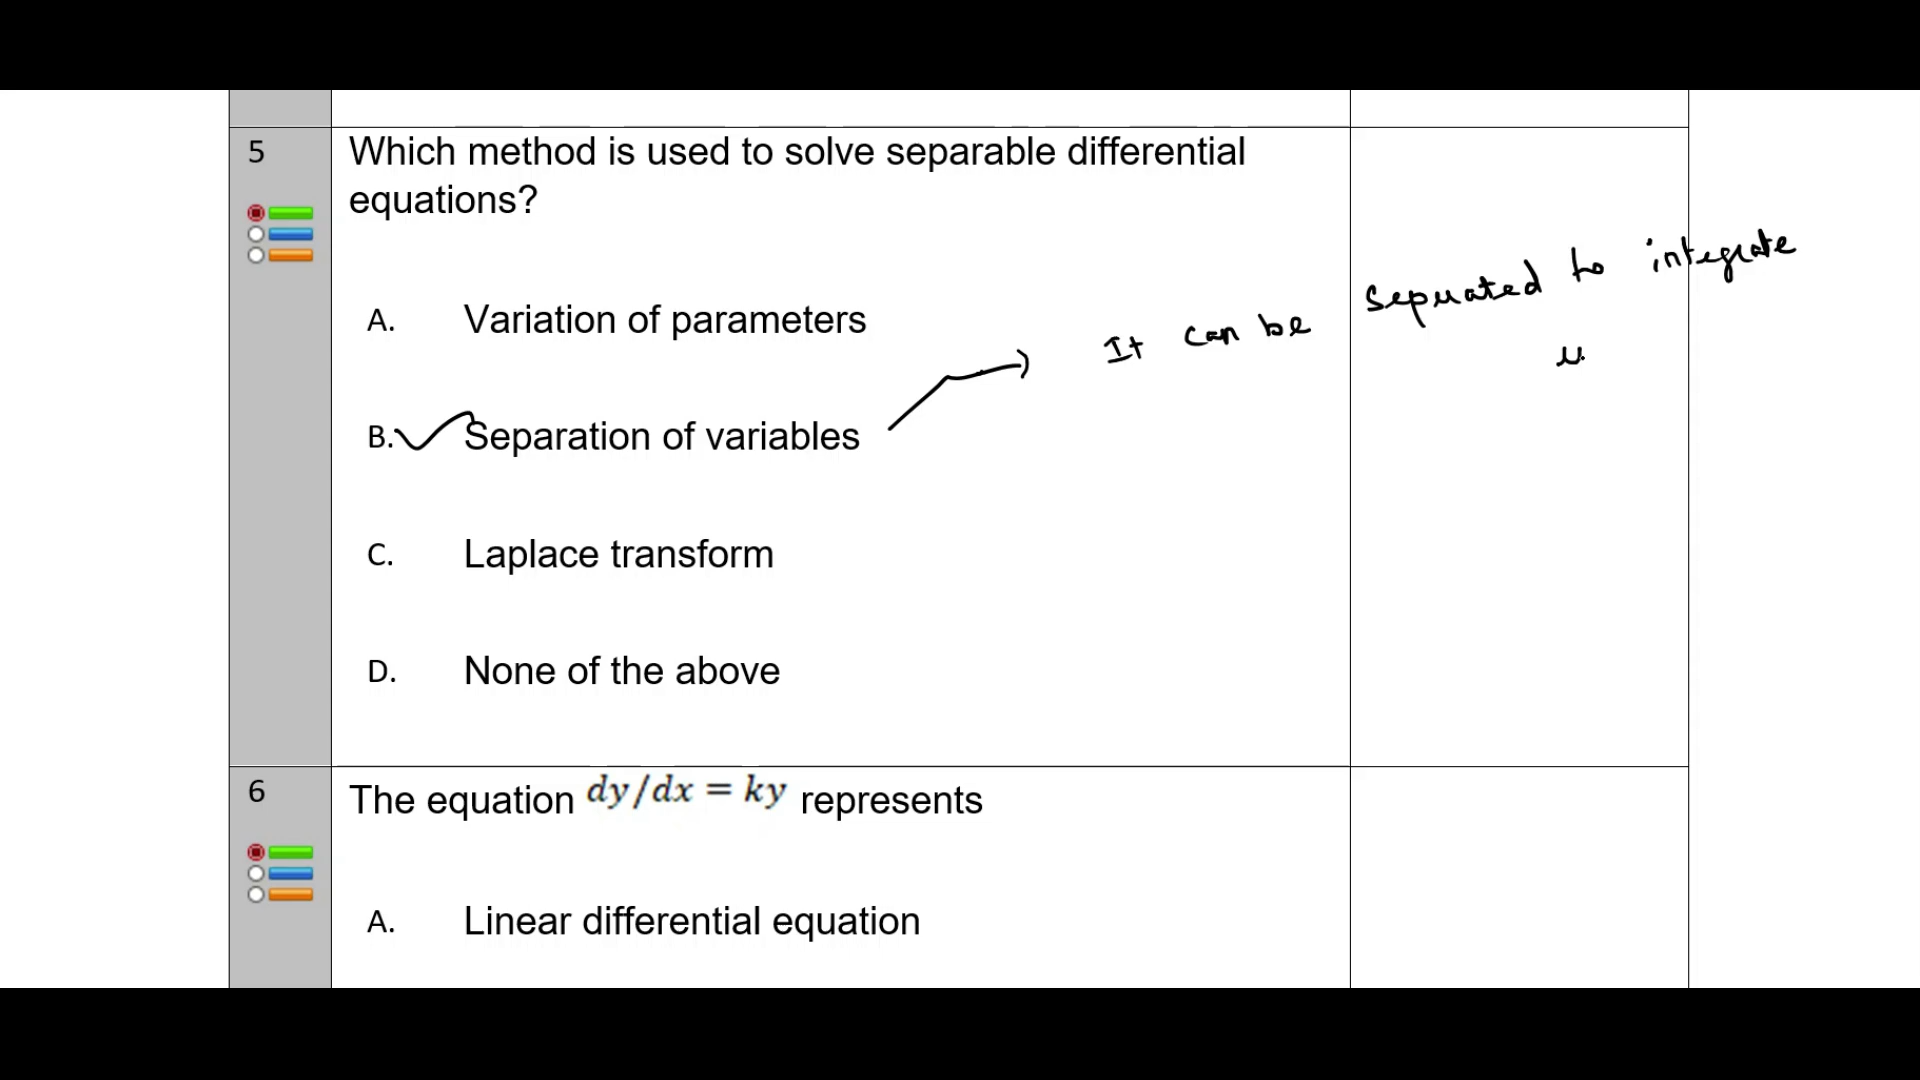 5
Which method is used to solve separable differential
equations?
A. Variation of parameters
It can be separated to integrate
B. Separation of variables
C. Laplace transform
D. None of the above
6
The equation dy/dx = ky represents
A. Linear differential equation